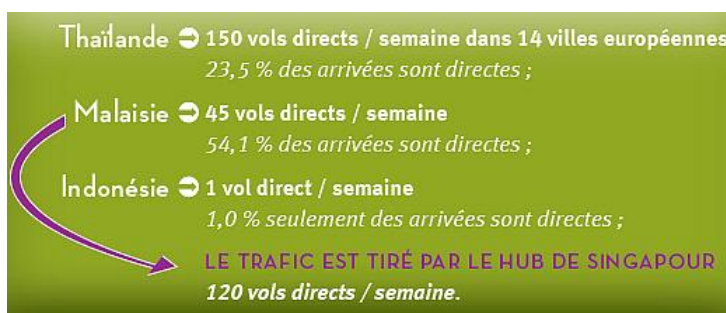 Thaïlande ➲ 150 vols directs / semaine dans 14 villes européennes
23,5 % des arrivées sont directes ;
Malaisie ➲ 45 vols directs / semaine
54,1 % des arrivées sont directes ;
Indonésie ➲ 1 vol direct / semaine
1,0 % seulement des arrivées sont directes ;
LE TRAFIC EST TIRÉ PAR LE HUB DE SINGAPOUR
120 vols directs / semaine.